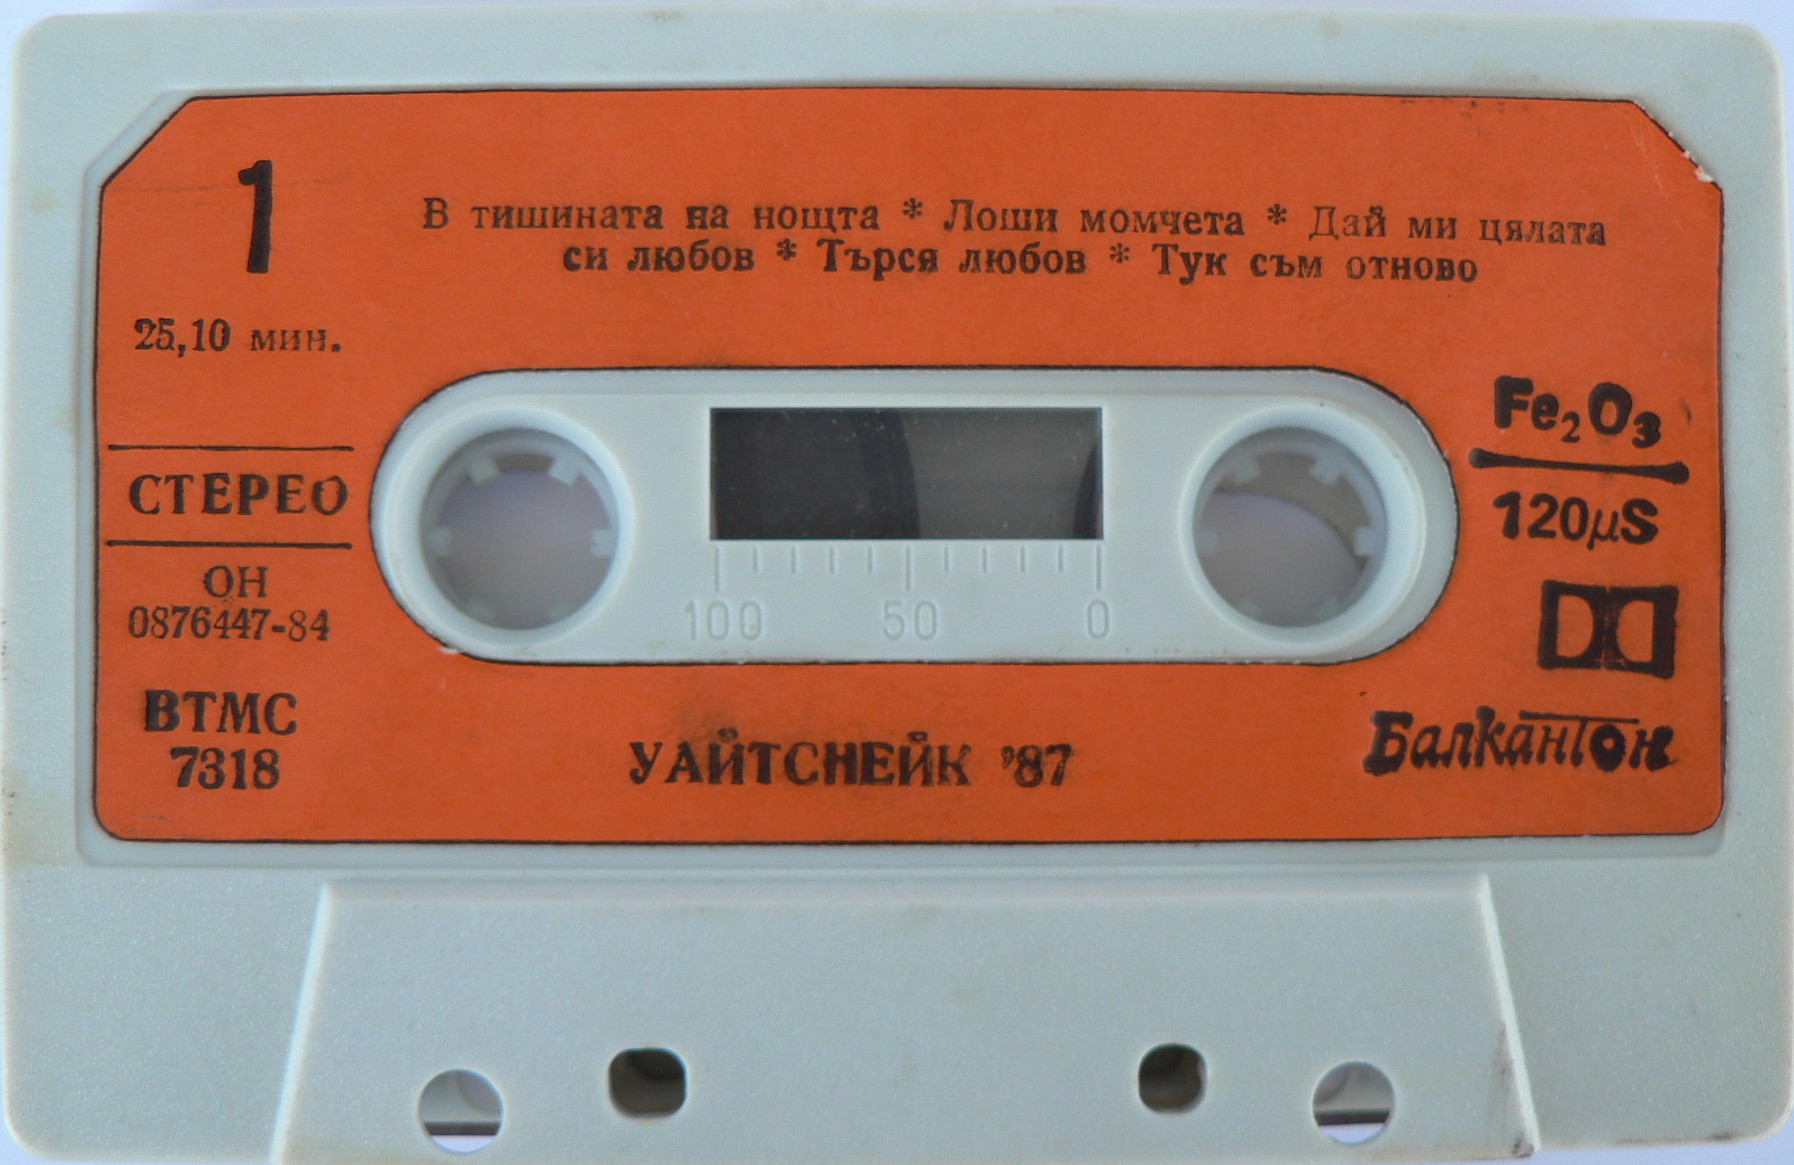 1
В тишината на нощта * Лоши момчета * Дай ми цялата
си любов * Търся любов * Тук съм отново
25,10 мин.
Fe₂O₃
120μS
СТЕРЕО
ОН
0876447-84
100 50 0
ВТМС
7318
УАЙТСНЕЙК '87
Балкантон